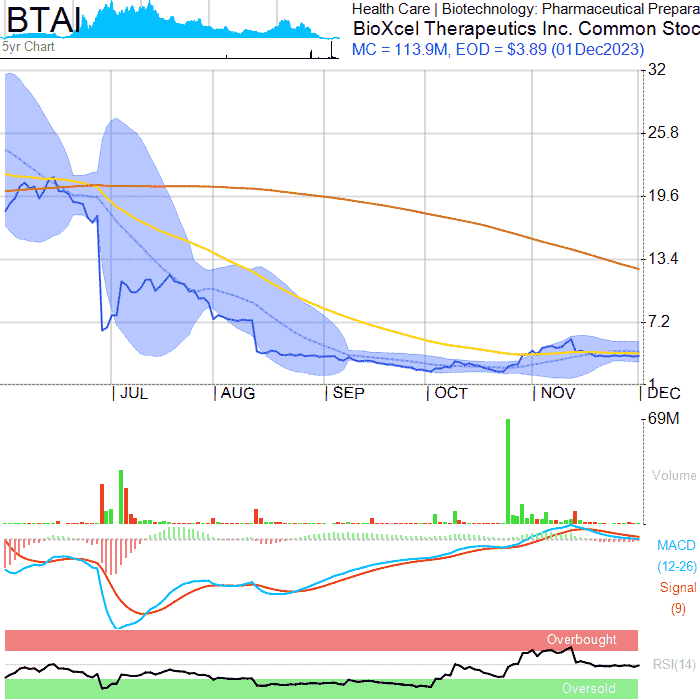 BTAI
5yr Chart
Health Care | Biotechnology: Pharmaceutical Prepara
BioXcel Therapeutics Inc. Common Stoc
MC = 113.9M, EOD = $3.89 (01Dec2023)
32
25.8
19.6
13.4
7.2
1
JUL AUG SEP OCT NOV DEC
69M
Volume
MACD
(12-26)
Signal
(9)
Overbought
RSI(14)
Oversold